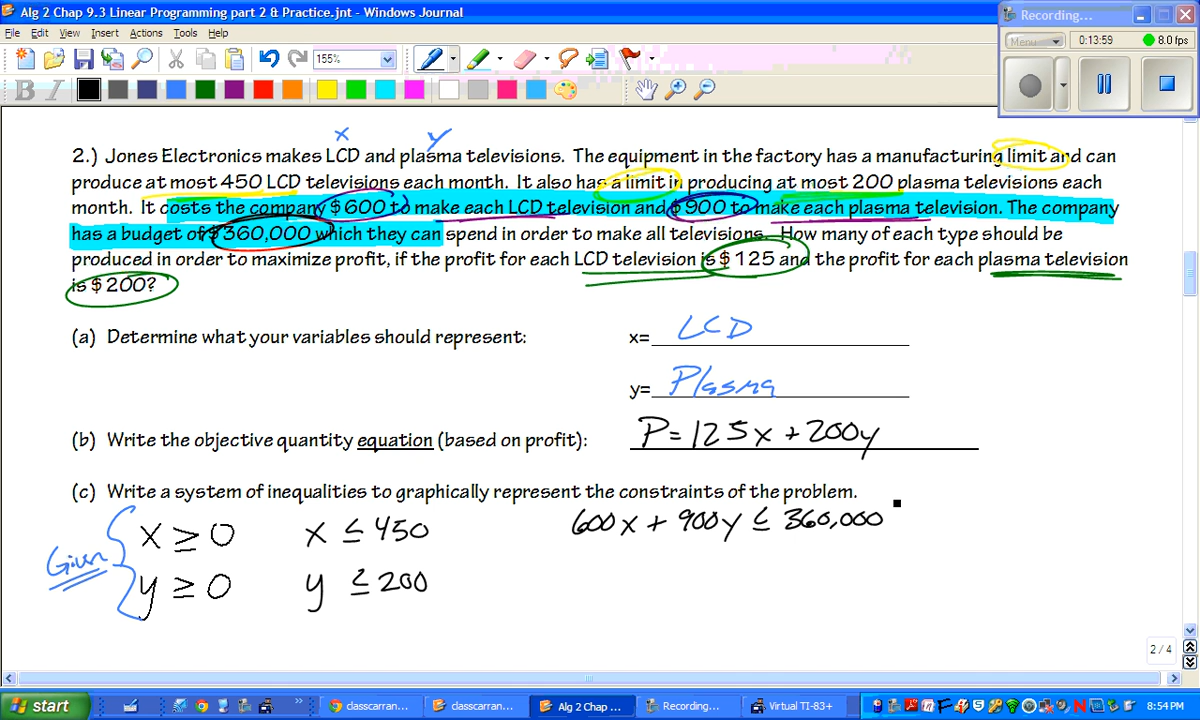 Alg 2 Chap 9.3 Linear Programming part 2 & Practice.jnt - Windows Journal
Recording...
File Edit View Insert Actions Tools Help
Menu 0:13:59 8.0 fps
155%
B I
x y
2.) Jones Electronics makes LCD and plasma televisions. The equipment in the factory has a manufacturing limit and can
produce at most 450 LCD televisions each month. It also has a limit in producing at most 200 plasma televisions each
month. It costs the company $600 to make each LCD television and $900 to make each plasma television. The company
has a budget of $360,000 which they can spend in order to make all televisions. How many of each type should be
produced in order to maximize profit, if the profit for each LCD television is $125 and the profit for each plasma television
is $200?
(a) Determine what your variables should represent: x= LCD
y= Plasma
(b) Write the objective quantity equation (based on profit): P=125x+200y
(c) Write a system of inequalities to graphically represent the constraints of the problem.
x ≥ 0 x ≤ 450 600x + 900y ≤ 360,000
Given
y ≥ 0 y ≤ 200
2 / 4
start classcarran... classcarran... Alg 2 Chap ... Recording... Virtual TI-83+ 8:54 PM